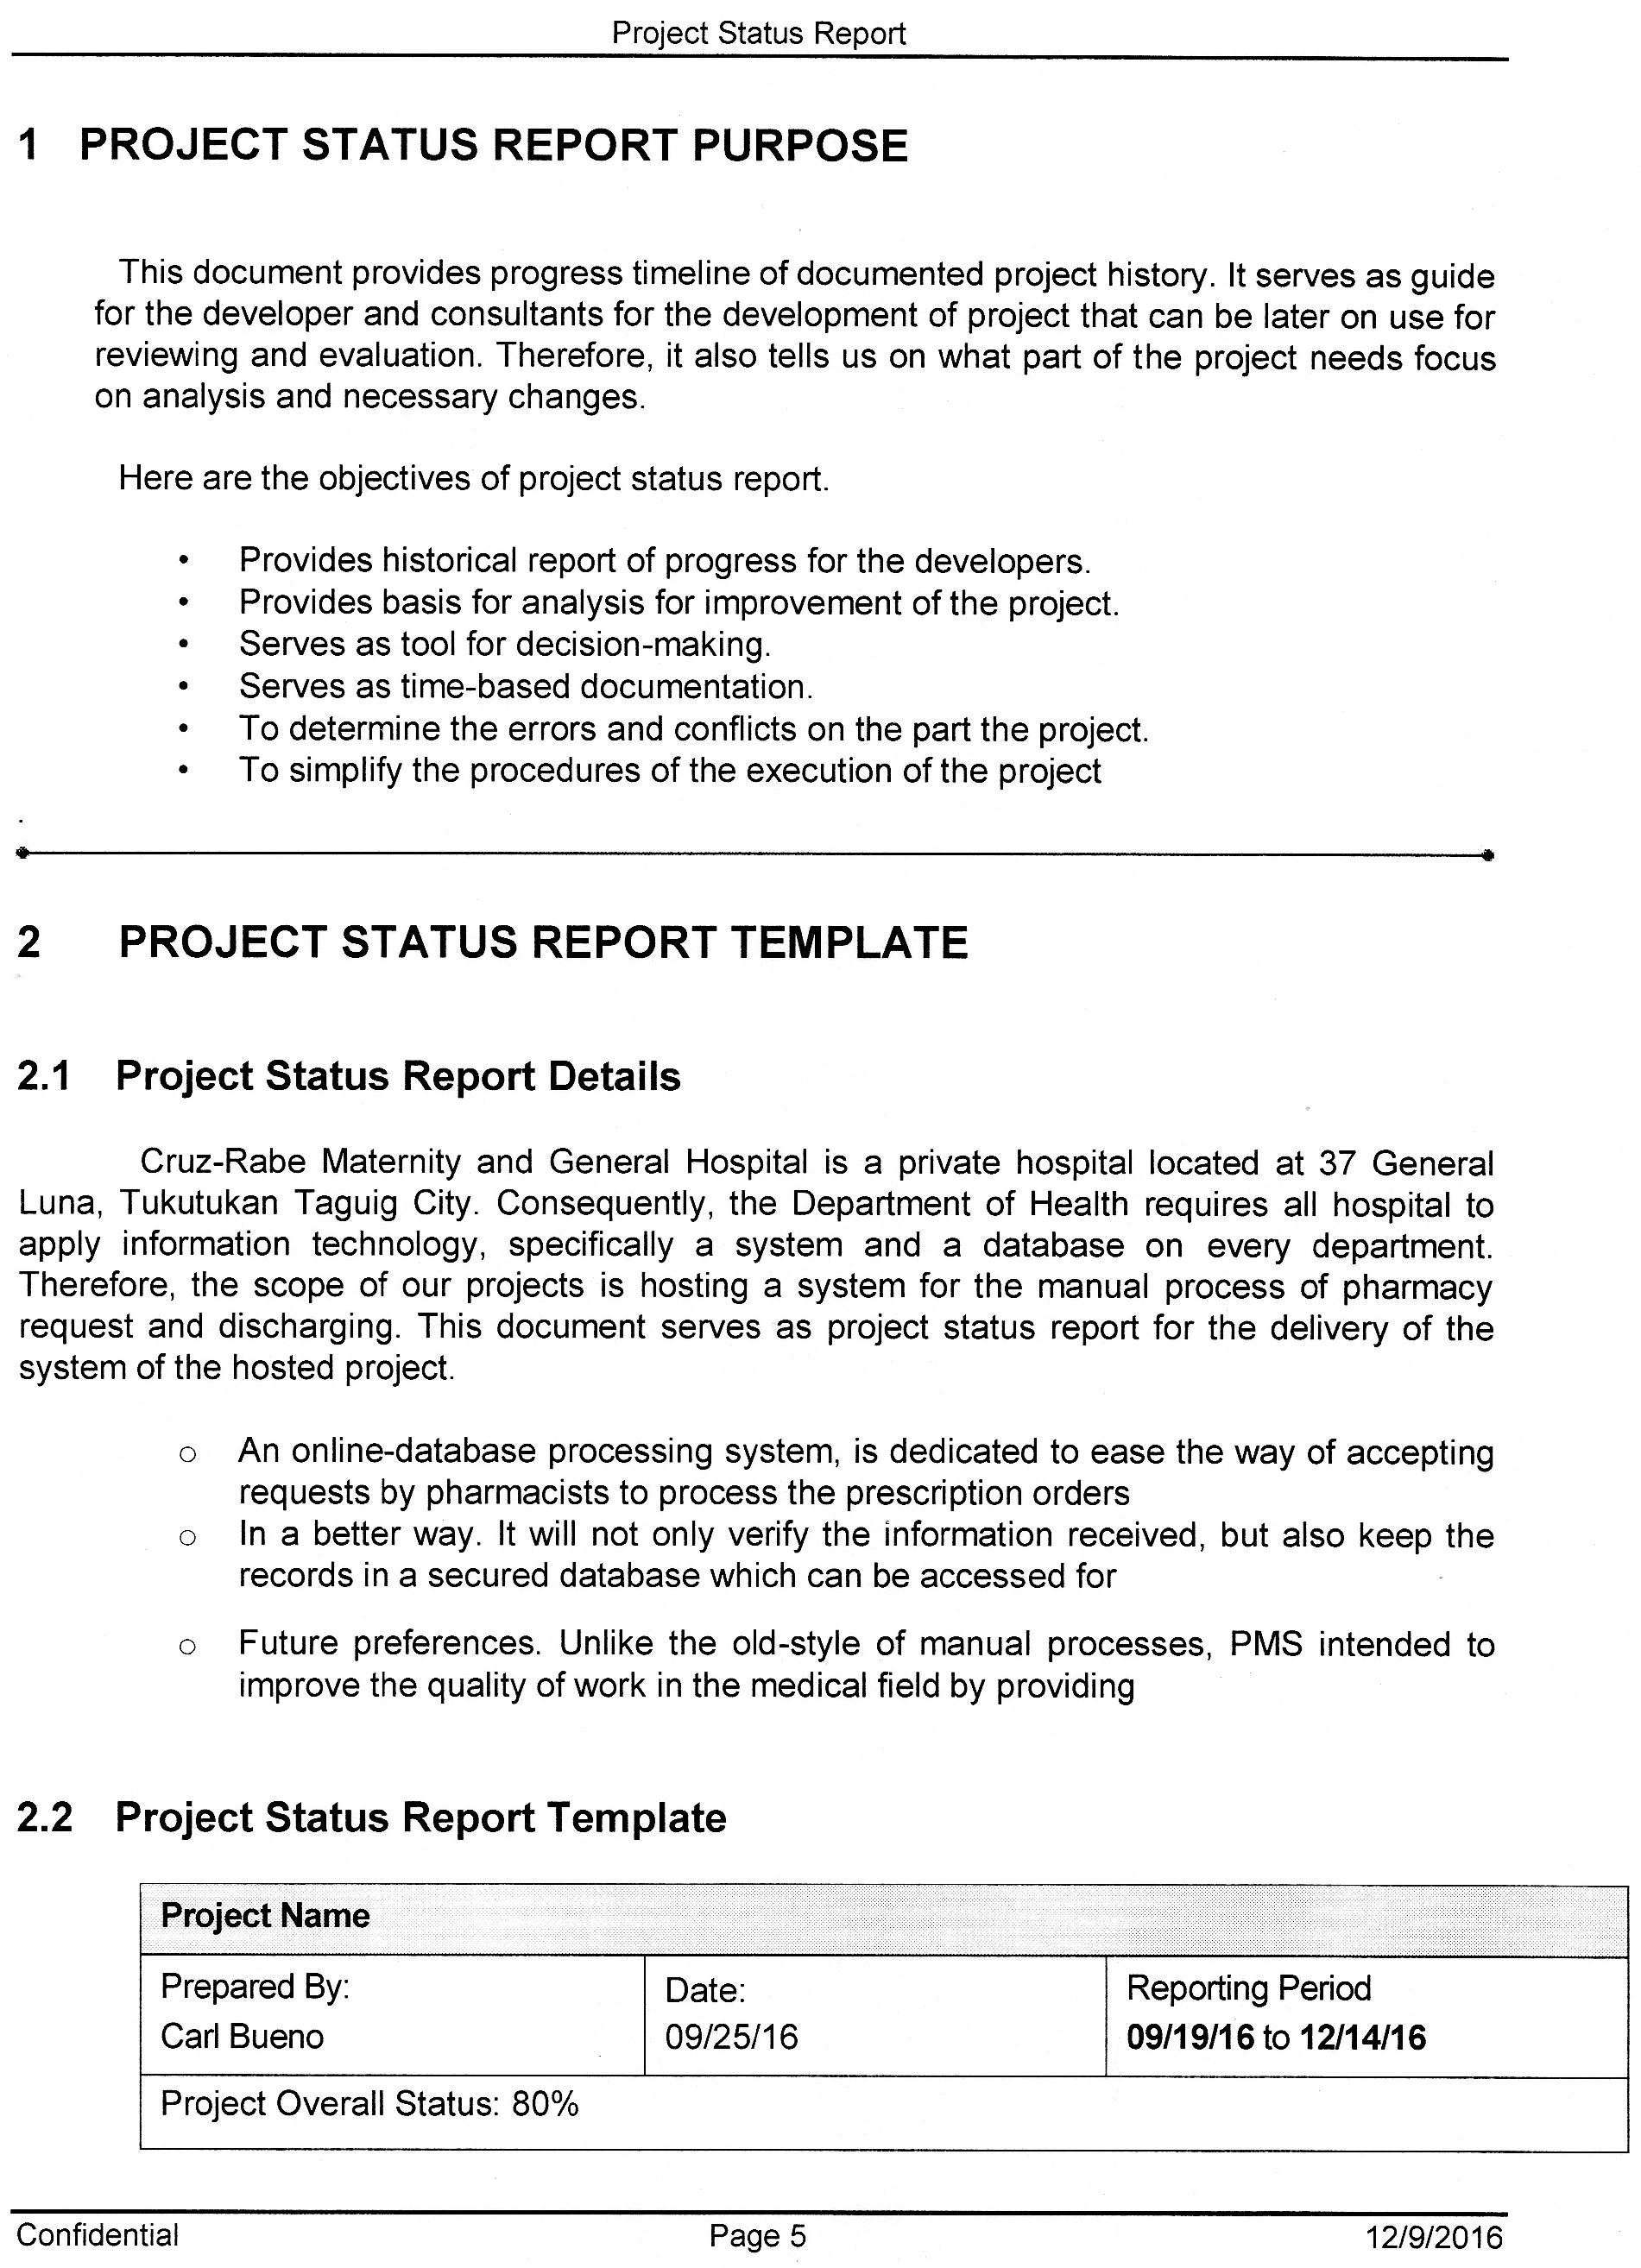 Project Status Report
1 PROJECT STATUS REPORT PURPOSE
This document provides progress timeline of documented project history. It serves as guide
for the developer and consultants for the development of project that can be later on use for
reviewing and evaluation. Therefore, it also tells us on what part of the project needs focus
on analysis and necessary changes.
Here are the objectives of project status report.
• Provides historical report of progress for the developers.
• Provides basis for analysis for improvement of the project.
• Serves as tool for decision-making.
• Serves as time-based documentation.
• To determine the errors and conflicts on the part the project.
• To simplify the procedures of the execution of the project
.
2 PROJECT STATUS REPORT TEMPLATE
2.1 Project Status Report Details
Cruz-Rabe Maternity and General Hospital is a private hospital located at 37 General
Luna, Tukutukan Taguig City. Consequently, the Department of Health requires all hospital to
apply information technology, specifically a system and a database on every department.
Therefore, the scope of our projects is hosting a system for the manual process of pharmacy
request and discharging. This document serves as project status report for the delivery of the
system of the hosted project.
o An online-database processing system, is dedicated to ease the way of accepting
requests by pharmacists to process the prescription orders
o In a better way. It will not only verify the information received, but also keep the
records in a secured database which can be accessed for
o Future preferences. Unlike the old-style of manual processes, PMS intended to
improve the quality of work in the medical field by providing
2.2 Project Status Report Template
Project Name
Prepared By:
Carl Bueno
Date:
09/25/16
Reporting Period
09/19/16 to 12/14/16
Project Overall Status: 80%
Confidential Page 5 12/9/2016